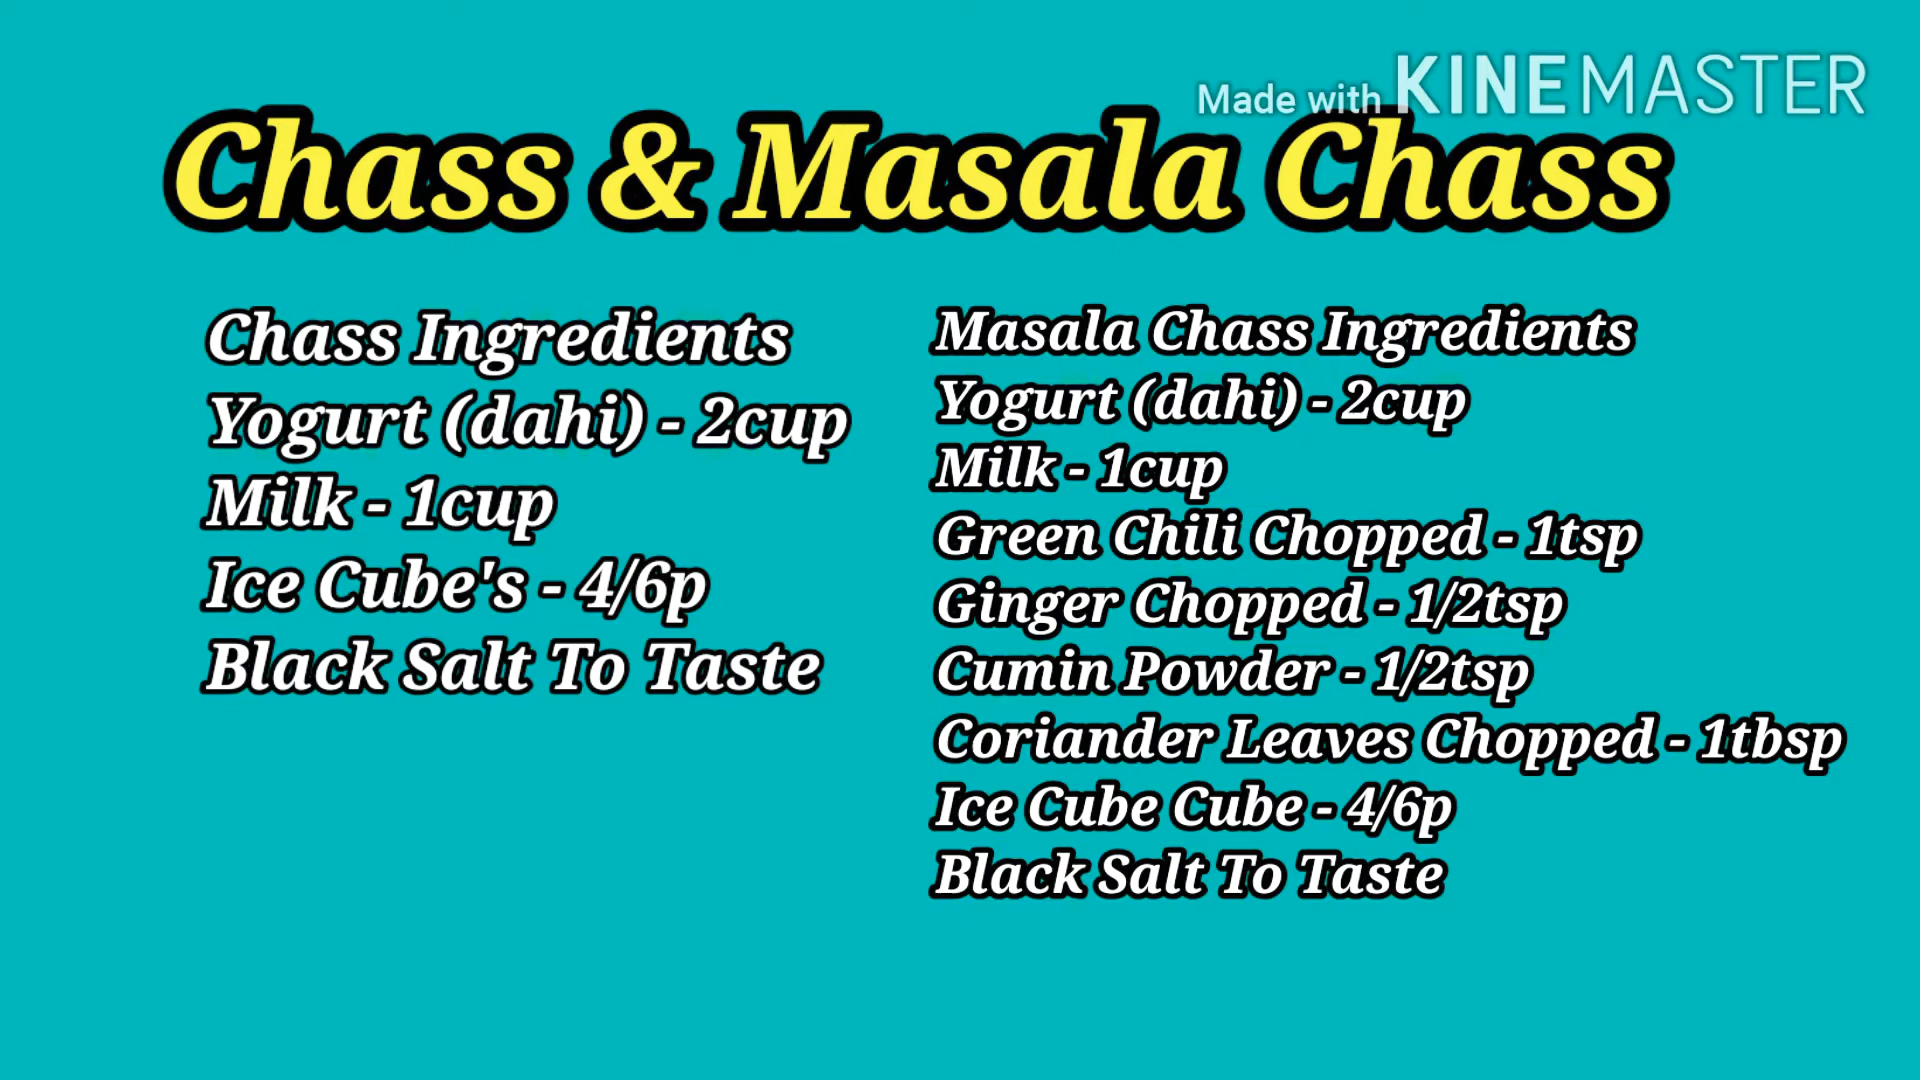 Made with KINEMASTER
Chass & Masala Chass
Chass Ingredients
Yogurt (dahi) - 2cup
Milk - 1cup
Ice Cube's - 4/6p
Black Salt To Taste
Masala Chass Ingredients
Yogurt (dahi) - 2cup
Milk - 1cup
Green Chili Chopped - 1tsp
Ginger Chopped - 1/2tsp
Cumin Powder - 1/2tsp
Coriander Leaves Chopped - 1tbsp
Ice Cube Cube - 4/6p
Black Salt To Taste